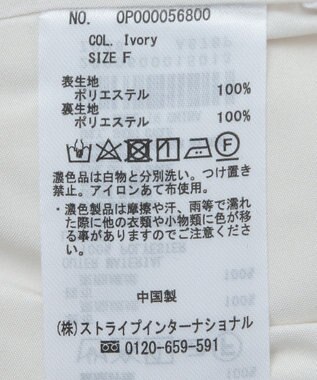 NO. OP000056800
COL. Ivory
SIZE F
表生地
ポリエステル 100%
裏生地
ポリエステル 100%
濃色品は白物と分別洗い。つけ置き
禁止。アイロンあて布使用。
・濃色製品は摩擦や汗、雨等で濡れ
た際に他の衣類や小物類に色が移
る事がありますのでご注意くださ
い。
中国製
(株)ストライプインターナショナル
0120-659-591